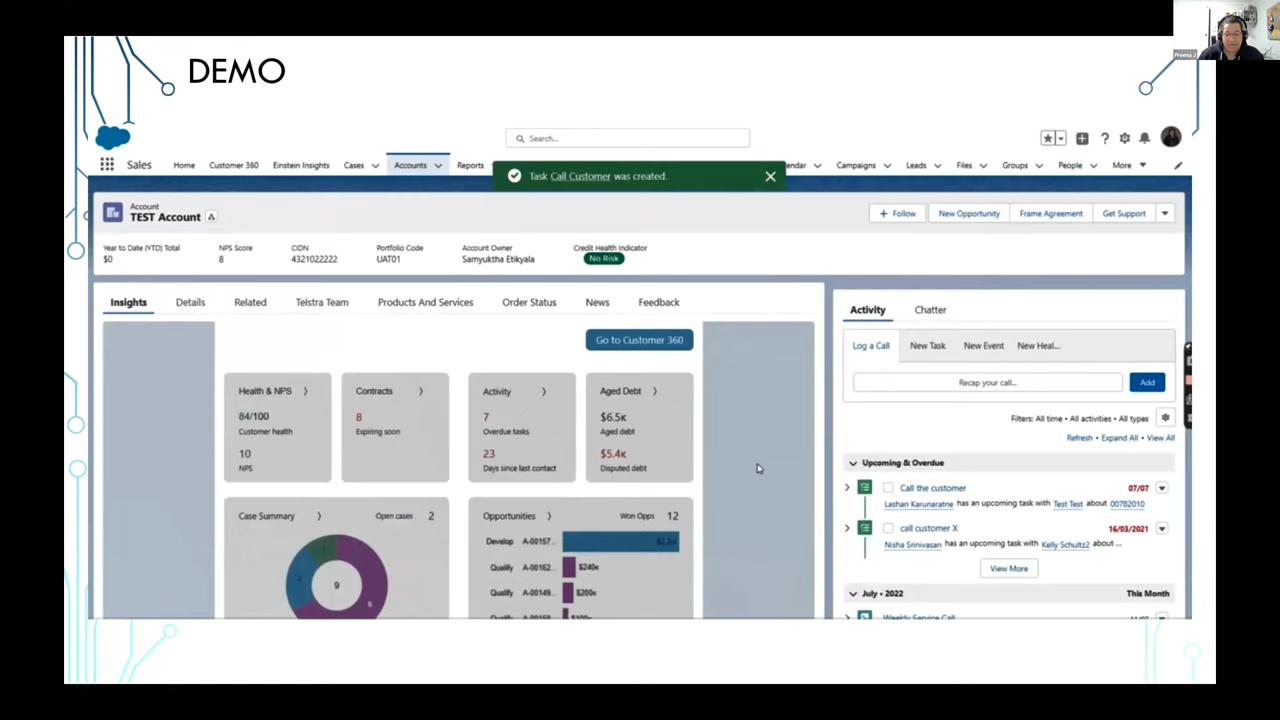 DEMO
Search...
Sales Home Customer 360 Einstein Insights Cases Accounts Reports Campaigns Leads Files Groups People More
Task Call Customer was created.
Account
TEST Account
+ Follow New Opportunity Frame Agreement Get Support
Year to Date (YTD) Total NPS Score CIDN Portfolio Code Account Owner Credit Health Indicator
$0 8 4321022222 UAT01 Samyuktha Etikyala No Risk
Insights Details Related Telstra Team Products And Services Order Status News Feedback
Go to Customer 360
Health & NPS
84/100
Customer health
10
NPS
Contracts
8
Expiring soon
Activity
7
Overdue tasks
23
Days since last contact
Aged Debt
$6.5K
Aged debt
$5.4K
Disputed debt
Case Summary Open cases 2
9
6
Opportunities Won Opps 12
Develop A-00157...
Qualify A-00162... $240K
Qualify A-00149... $200K
Activity Chatter
Log a Call New Task New Event New Heal...
Recap your call...
Add
Filters: All time • All activities • All types
Refresh • Expand All • View All
Upcoming & Overdue
Call the customer 07/07
Lashan Karunaratne has an upcoming task with Test Test about 00782010
call customer X 16/03/2021
Nisha Srinivasan has an upcoming task with Kelly Schultz2 about ...
View More
July • 2022 This Month
Weekly Service Call